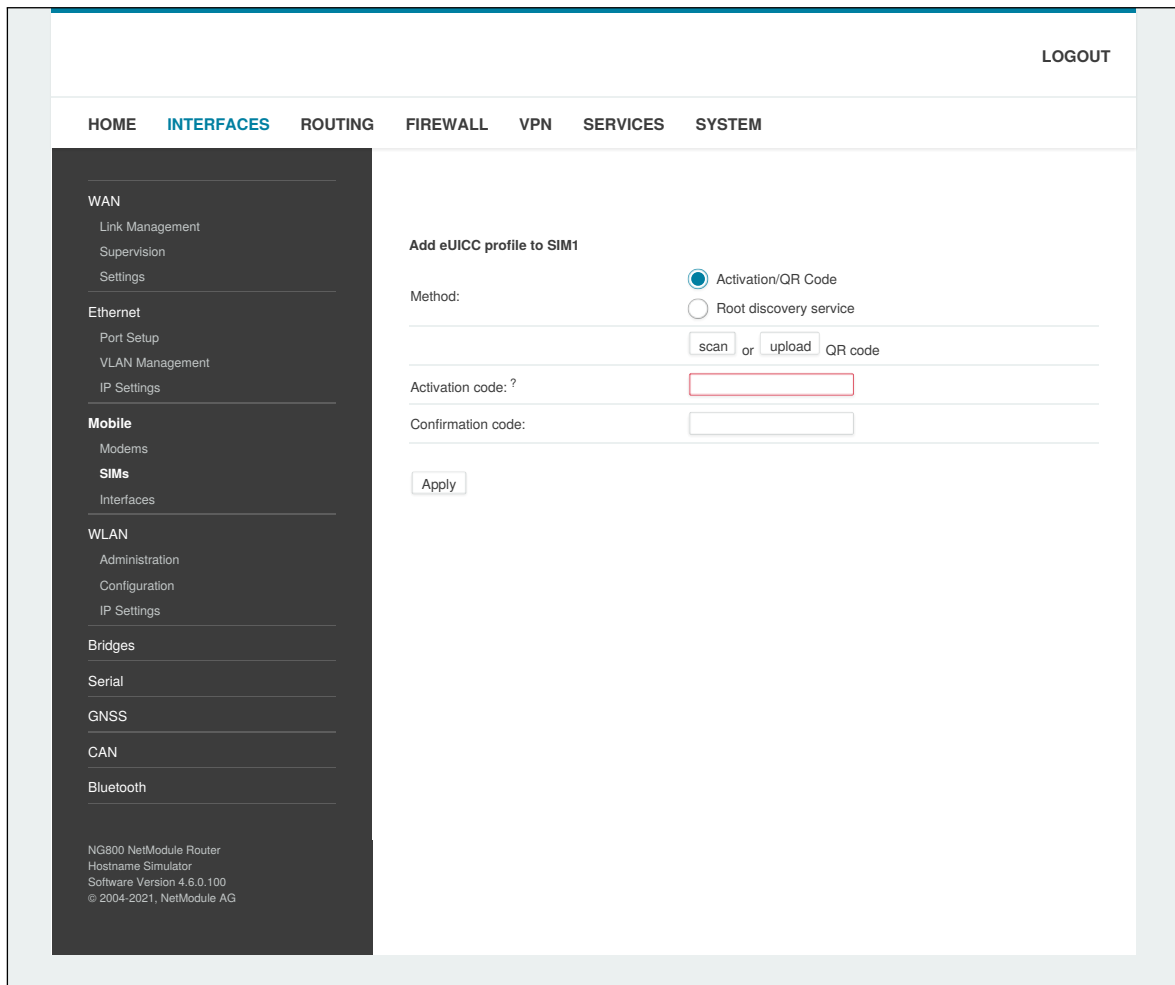 LOGOUT
HOME INTERFACES ROUTING FIREWALL VPN SERVICES SYSTEM
WAN
Link Management
Supervision
Settings
Ethernet
Port Setup
VLAN Management
IP Settings
Mobile
Modems
SIMs
Interfaces
WLAN
Administration
Configuration
IP Settings
Bridges
Serial
GNSS
CAN
Bluetooth
NG800 NetModule Router
Hostname Simulator
Software Version 4.6.0.100
© 2004-2021, NetModule AG
Add eUICC profile to SIM1
Method:
Activation/QR Code
Root discovery service
scan or upload QR code
Activation code: ?
Confirmation code:
Apply